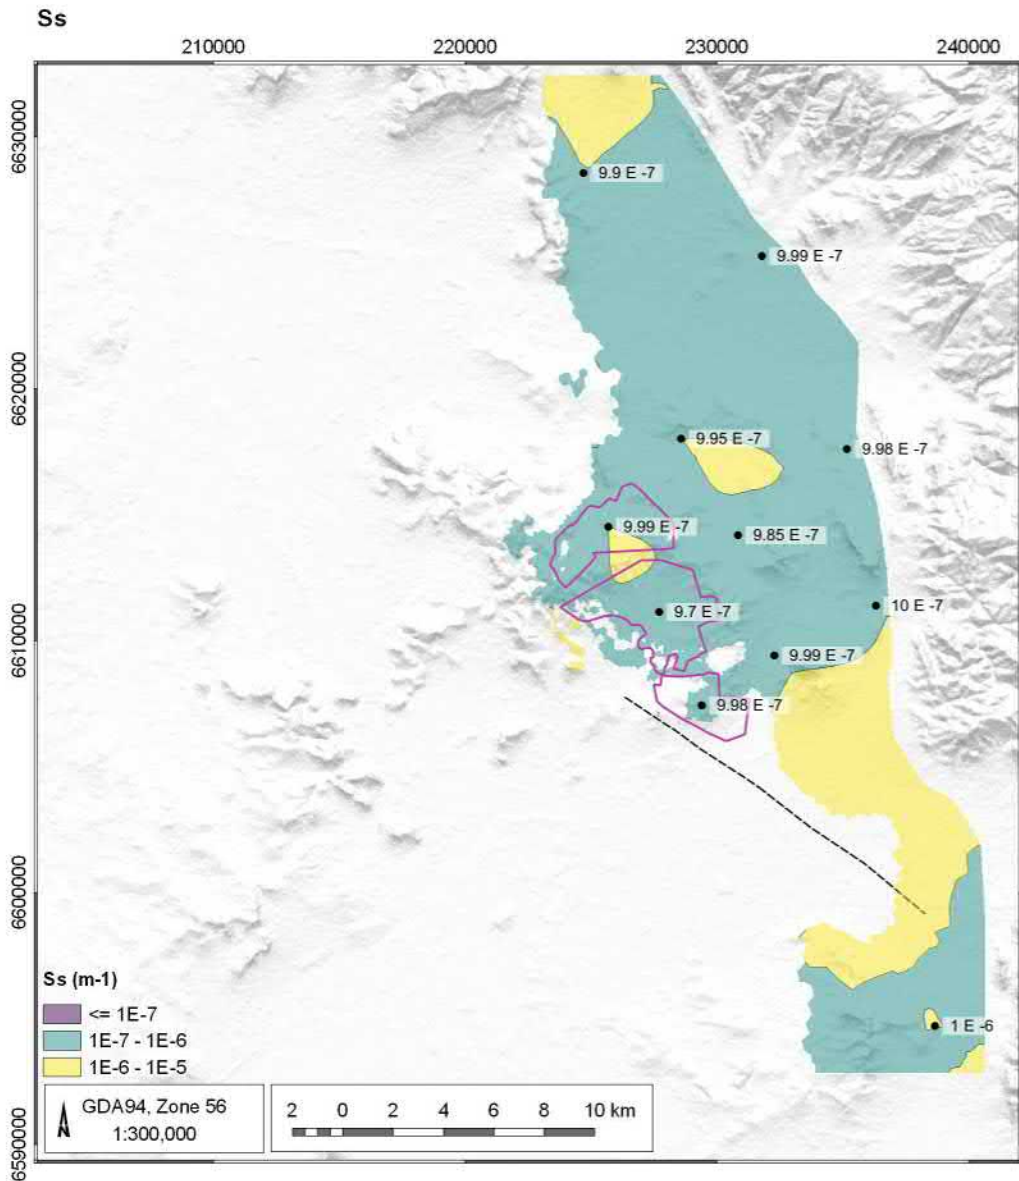 Ss
210000
220000
230000
240000
6630000
6620000
6610000
6600000
6590000
9.9 E -7
9.99 E -7
9.95 E -7
9.98 E -7
9.99 E -7
9.85 E -7
10 E -7
9.7 E -7
9.99 E -7
9.98 E -7
1 E -6
Ss (m-1)
<= 1E-7
1E-7 - 1E-6
1E-6 - 1E-5
N
GDA94, Zone 56
1:300,000
2 0 2 4 6 8 10 km